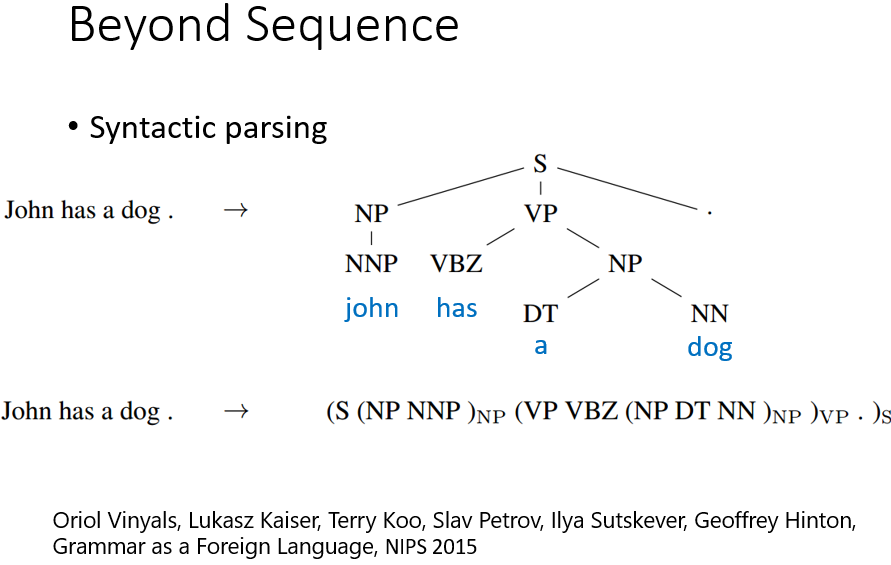 Beyond Sequence
• Syntactic parsing
S
John has a dog . → NP VP .
NNP VBZ NP
john has DT NN
a dog
John has a dog . → (S (NP NNP )NP (VP VBZ (NP DT NN )NP )VP . )S
Oriol Vinyals, Lukasz Kaiser, Terry Koo, Slav Petrov, Ilya Sutskever, Geoffrey Hinton,
Grammar as a Foreign Language, NIPS 2015